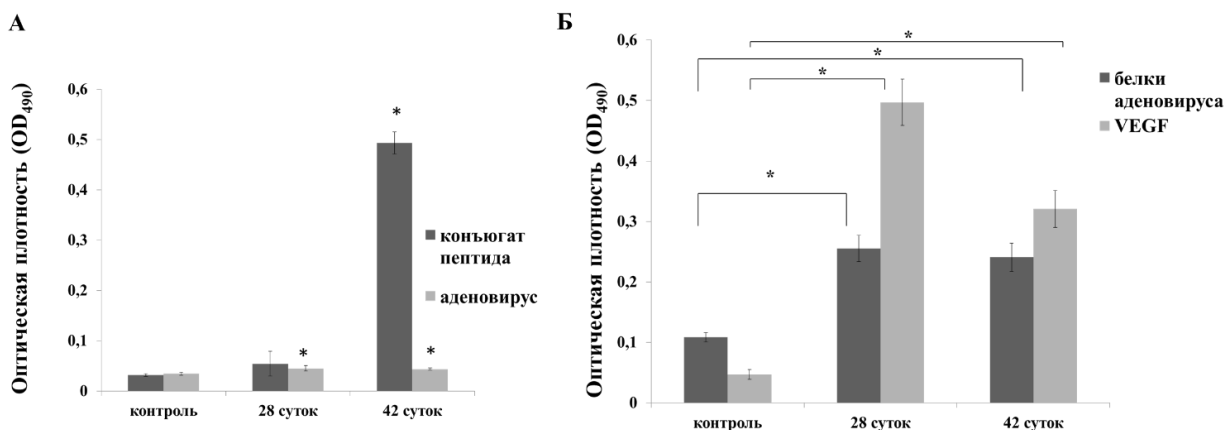 А
Оптическая плотность (OD490)
0,6
0,5
0,4
0,3
0,2
0,1
0
*
*
*
контроль
28 суток
42 суток
конъюгат
пептида
аденовирус
Б
Оптическая плотность (OD490)
0,6
0,5
0,4
0,3
0,2
0,1
0
*
*
*
*
контроль
28 суток
42 суток
белки
аденовируса
VEGF